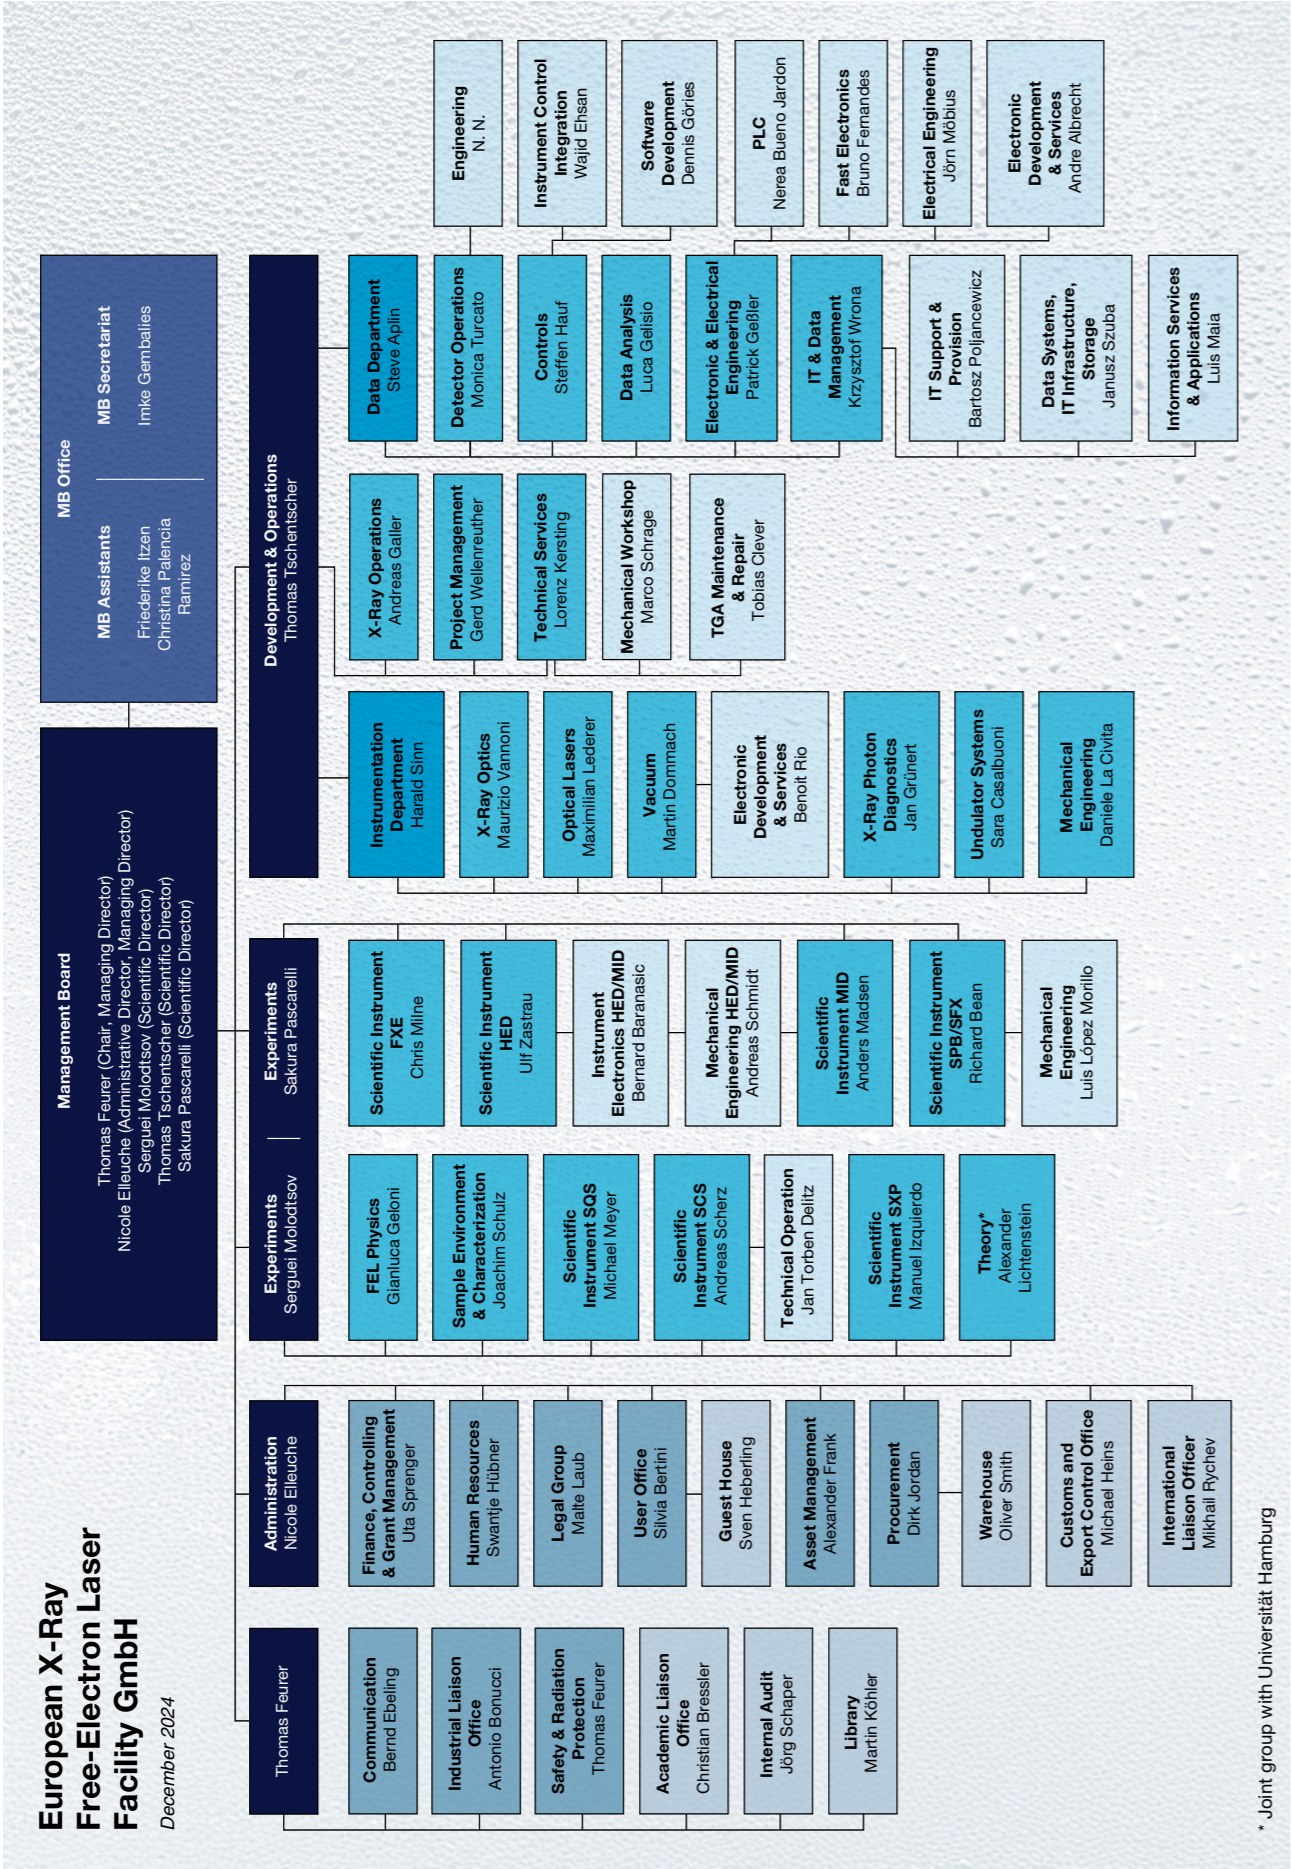 European X-Ray
Free-Electron Laser
Facility GmbH
December 2024
Management Board
Thomas Feurer (Chair, Managing Director)
Nicole Elleuche (Administrative Director, Managing Director)
Serguei Molodtsov (Scientific Director)
Thomas Tschentscher (Scientific Director)
Sakura Pascarelli (Scientific Director)
MB Office
MB Assistants
Friederike Itzen
Christina Palencia
Ramirez
MB Secretariat
Imke Gembalies
Thomas Feurer
Communication
Bernd Ebeling
Industrial Liaison
Office
Antonio Bonucci
Safety & Radiation
Protection
Thomas Feurer
Academic Liaison
Office
Christian Bressler
Internal Audit
Jörg Schaper
Library
Martin Köhler
Administration
Nicole Elleuche
Finance, Controlling
& Grant Management
Uta Sprenger
Human Resources
Swantje Hübner
Legal Group
Malte Laub
User Office
Silvia Bertini
Guest House
Sven Heberling
Asset Management
Alexander Frank
Procurement
Dirk Jordan
Warehouse
Oliver Smith
Customs and
Export Control Office
Michael Heins
International
Liaison Officer
Mikhail Rychev
Experiments
Serguei Molodtsov
FEL Physics
Gianluca Geloni
Sample Environment
& Characterization
Joachim Schulz
Scientific
Instrument SQS
Michael Meyer
Scientific
Instrument SCS
Andreas Scherz
Technical Operation
Jan Torben Delitz
Scientific
Instrument SXP
Manuel Izquierdo
Theory*
Alexander
Lichtenstein
Experiments
Sakura Pascarelli
Scientific Instrument
FXE
Chris Milne
Scientific Instrument
HED
Ulf Zastrau
Instrument
Electronics HED/MID
Bernard Baranasic
Mechanical
Engineering HED/MID
Andreas Schmidt
Scientific
Instrument MID
Anders Madsen
Scientific Instrument
SPB/SFX
Richard Bean
Mechanical
Engineering
Luis López Morillo
Development & Operations
Thomas Tschentscher
Instrumentation
Department
Harald Sinn
X-Ray Optics
Maurizio Vannoni
Optical Lasers
Maximilian Lederer
Vacuum
Martin Dommach
Electronic
Development
& Services
Benoit Rio
X-Ray Photon
Diagnostics
Jan Grünert
Undulator Systems
Sara Casalbuoni
Mechanical
Engineering
Daniele La Civita
X-Ray Operations
Andreas Galler
Project Management
Gerd Wellenreuther
Technical Services
Lorenz Kersting
Mechanical Workshop
Marco Schrage
TGA Maintenance
& Repair
Tobias Clever
Data Department
Steve Aplin
Detector Operations
Monica Turcato
Controls
Steffen Hauf
Data Analysis
Luca Gelisio
Electronic & Electrical
Engineering
Patrick Geßler
IT & Data
Management
Krzysztof Wrona
IT Support &
Provision
Bartosz Poljancewicz
Data Systems,
IT Infrastructure,
Storage
Janusz Szuba
Information Services
& Applications
Luis Maia
Engineering
N. N.
Instrument Control
Integration
Wajid Ehsan
Software
Development
Dennis Göries
PLC
Nerea Bueno Jardon
Fast Electronics
Bruno Fernandes
Electrical Engineering
Jörn Möbius
Electronic
Development
& Services
Andre Albrecht
* Joint group with Universität Hamburg